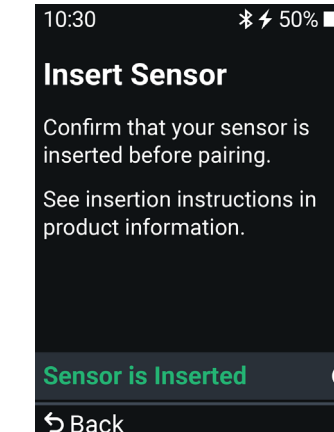 10:30 50%
Insert Sensor
Confirm that your sensor is
inserted before pairing.
See insertion instructions in
product information.
Sensor is Inserted
Back